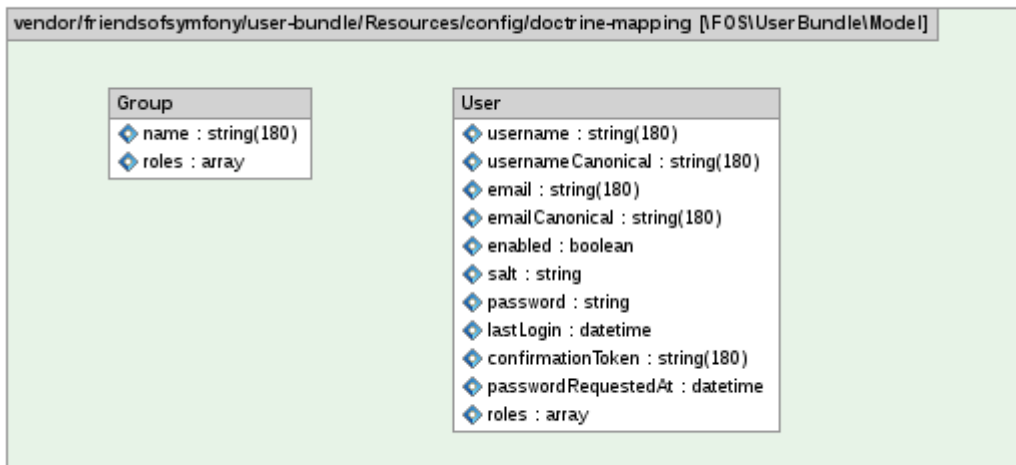 vendor/friendsofsymfony/user-bundle/Resources/config/doctrine-mapping [\FOS\UserBundle\Model]
Group
name : string(180)
roles : array
User
username : string(180)
usernameCanonical : string(180)
email : string(180)
emailCanonical : string(180)
enabled : boolean
salt : string
password : string
lastLogin : datetime
confirmationToken : string(180)
passwordRequestedAt : datetime
roles : array